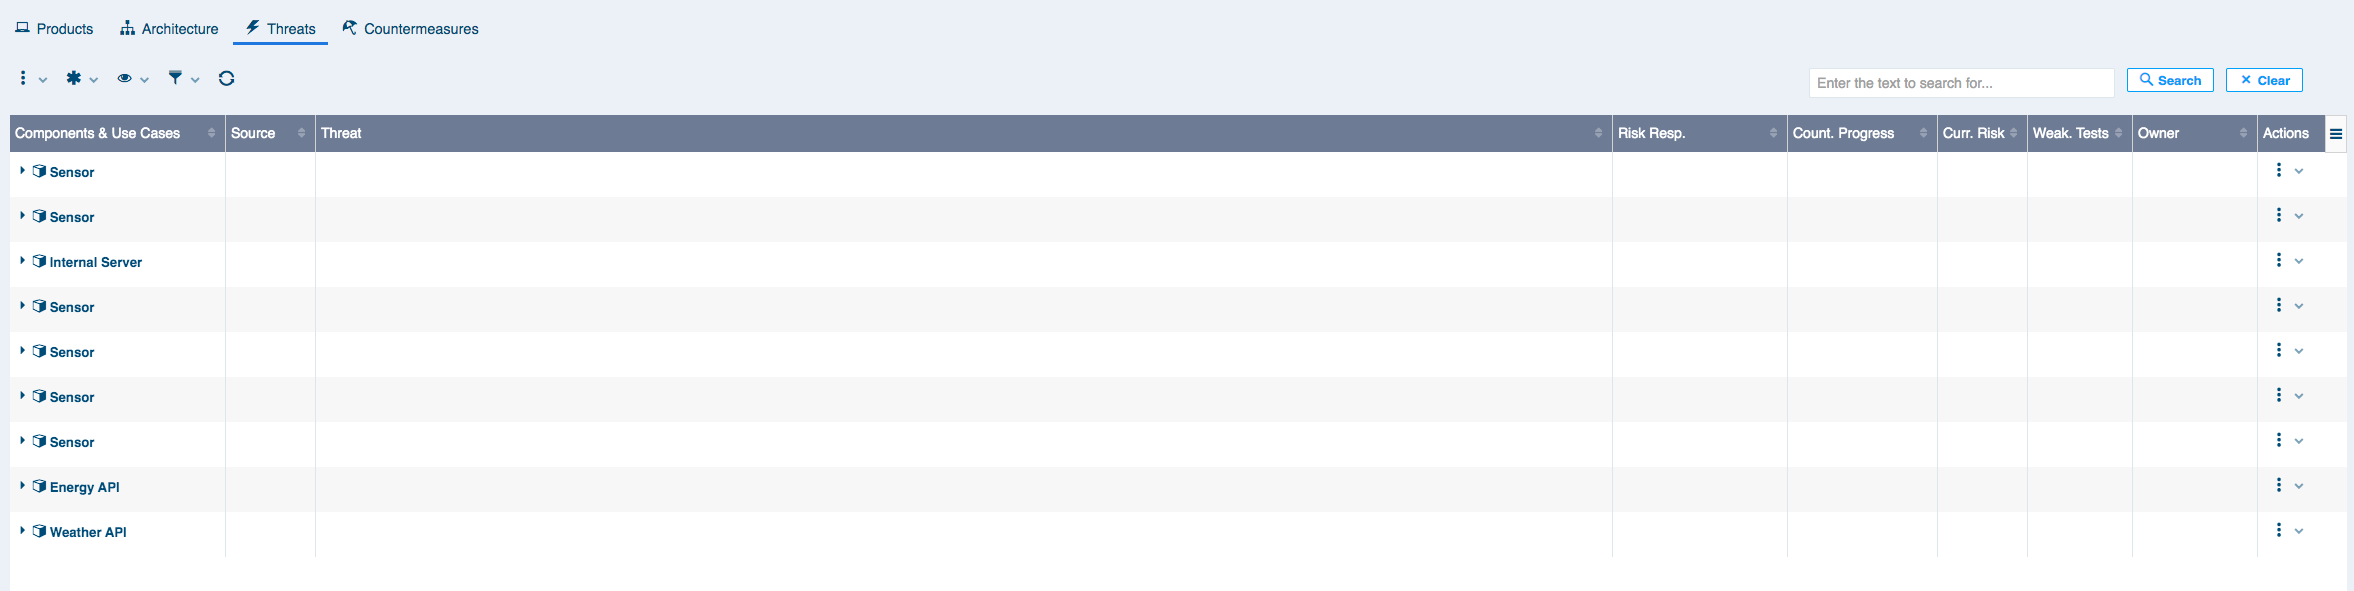 Products Architecture Threats Countermeasures
Enter the text to search for... Search Clear
Components & Use Cases Source Threat Risk Resp. Count. Progress Curr. Risk Weak. Tests Owner Actions
Sensor
Sensor
Internal Server
Sensor
Sensor
Sensor
Sensor
Energy API
Weather API